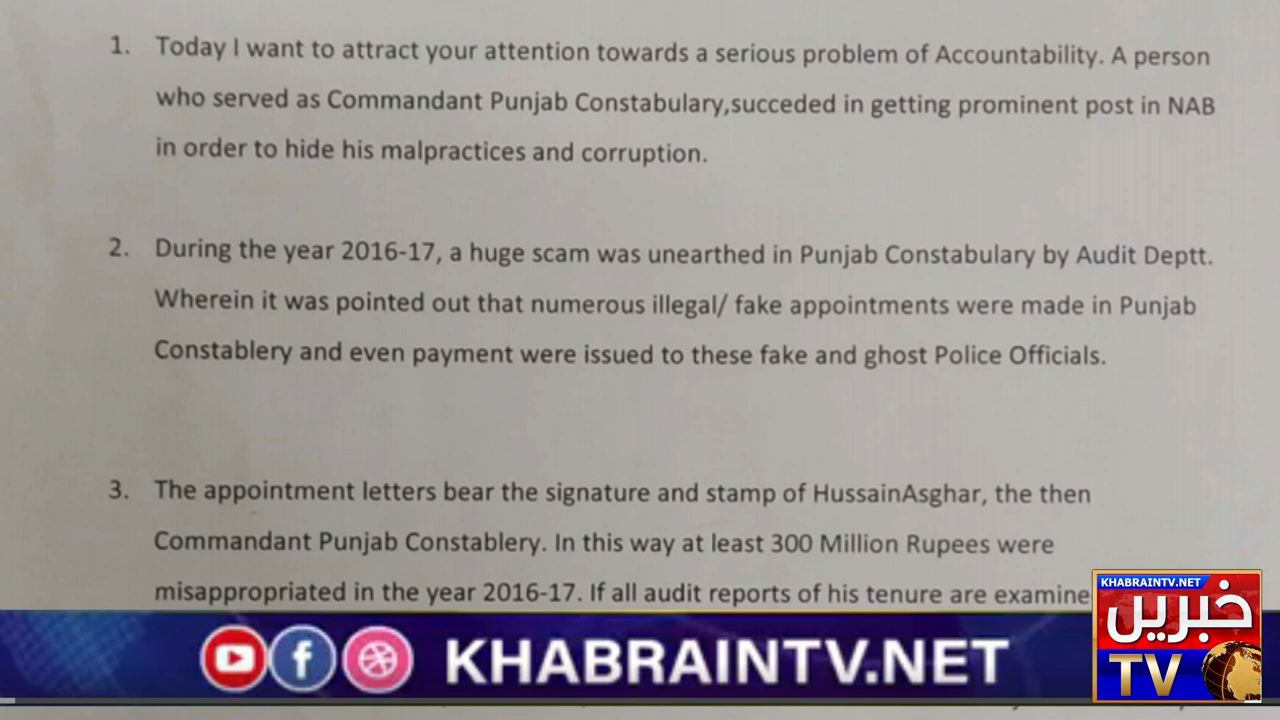 1. Today I want to attract your attention towards a serious problem of Accountability. A person
who served as Commandant Punjab Constabulary,succeded in getting prominent post in NAB
in order to hide his malpractices and corruption.
2. During the year 2016-17, a huge scam was unearthed in Punjab Constabulary by Audit Deptt.
Wherein it was pointed out that numerous illegal/ fake appointments were made in Punjab
Constablery and even payment were issued to these fake and ghost Police Officials.
3. The appointment letters bear the signature and stamp of HussainAsghar, the then
Commandant Punjab Constablery. In this way at least 300 Million Rupees were
misappropriated in the year 2016-17. If all audit reports of his tenure are examine
KHABRAINTV.NET
خبریں
TV
KHABRAINTV.NET